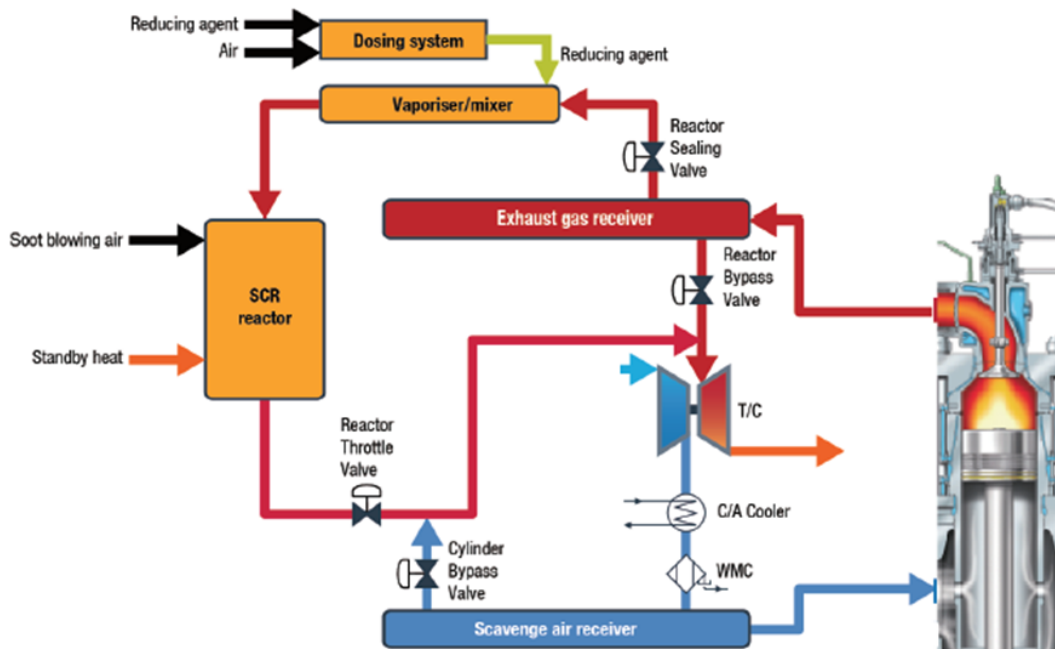 Reducing agent
Air
Dosing system
Reducing agent
Vaporiser/mixer
Reactor
Sealing
Valve
Exhaust gas receiver
Soot blowing air
SCR
reactor
Reactor
Bypass
Valve
Standby heat
T/C
Reactor
Throttle
Valve
C/A Cooler
Cylinder
Bypass
Valve
WMC
Scavenge air receiver